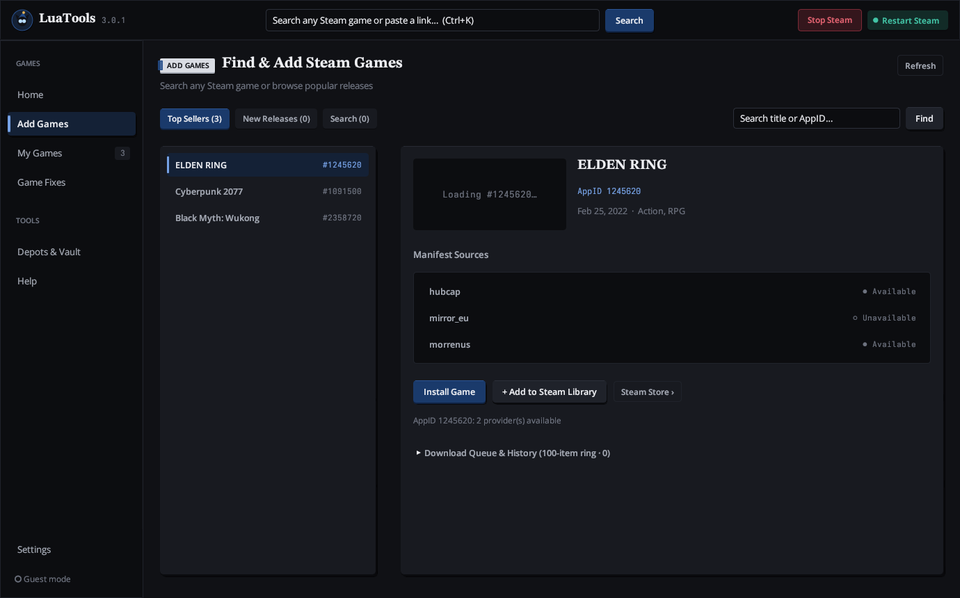 LuaTools 3.0.1
Search any Steam game or paste a link... (Ctrl+K)
Search
Stop Steam
Restart Steam
GAMES
Home
Add Games
My Games 3
Game Fixes
TOOLS
Depots & Vault
Help
Settings
Guest mode
ADD GAMES Find & Add Steam Games
Refresh
Search any Steam game or browse popular releases
Top Sellers (3)
New Releases (0)
Search (0)
Search title or AppID...
Find
ELDEN RING #1245620
Cyberpunk 2077 #1091500
Black Myth: Wukong #2358720
Loading #1245620…
ELDEN RING
AppID 1245620
Feb 25, 2022 · Action, RPG
Manifest Sources
hubcap ● Available
mirror_eu ○ Unavailable
morrenus ● Available
Install Game
+ Add to Steam Library
Steam Store ›
AppID 1245620: 2 provider(s) available
▸ Download Queue & History (100-item ring · 0)